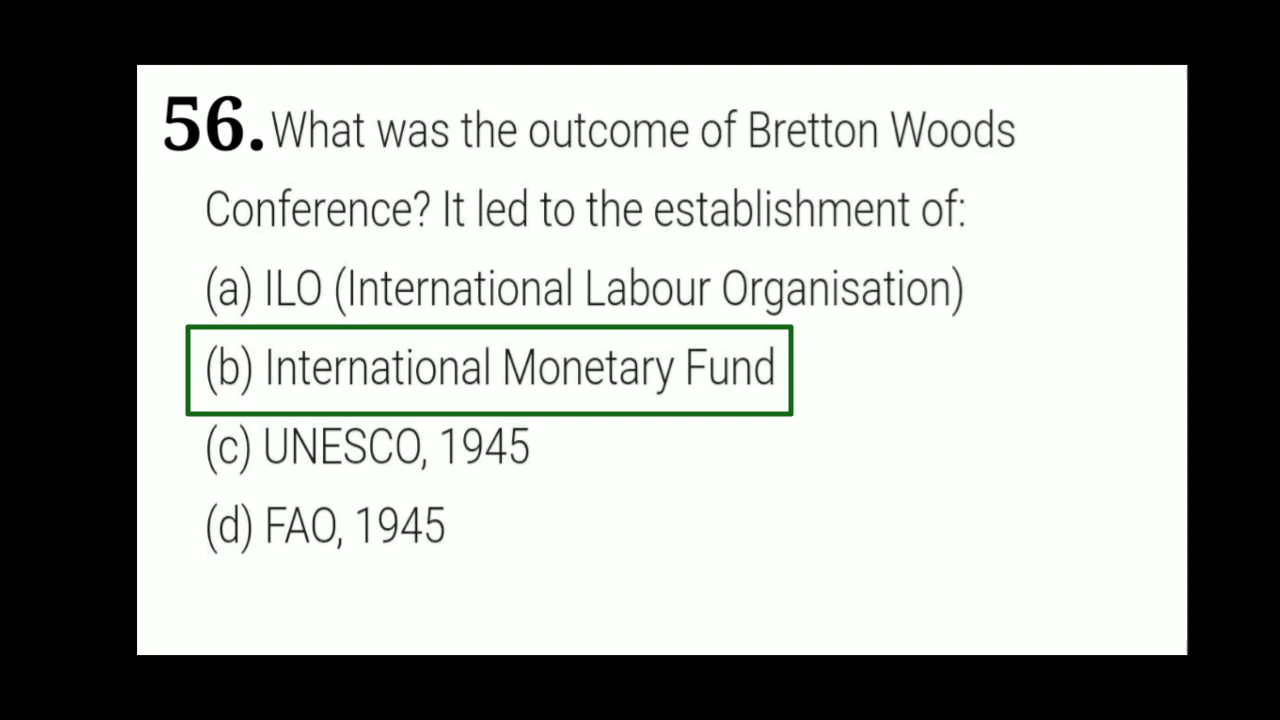 56. What was the outcome of Bretton Woods
Conference? It led to the establishment of:
(a) ILO (International Labour Organisation)
(b) International Monetary Fund
(c) UNESCO, 1945
(d) FAO, 1945